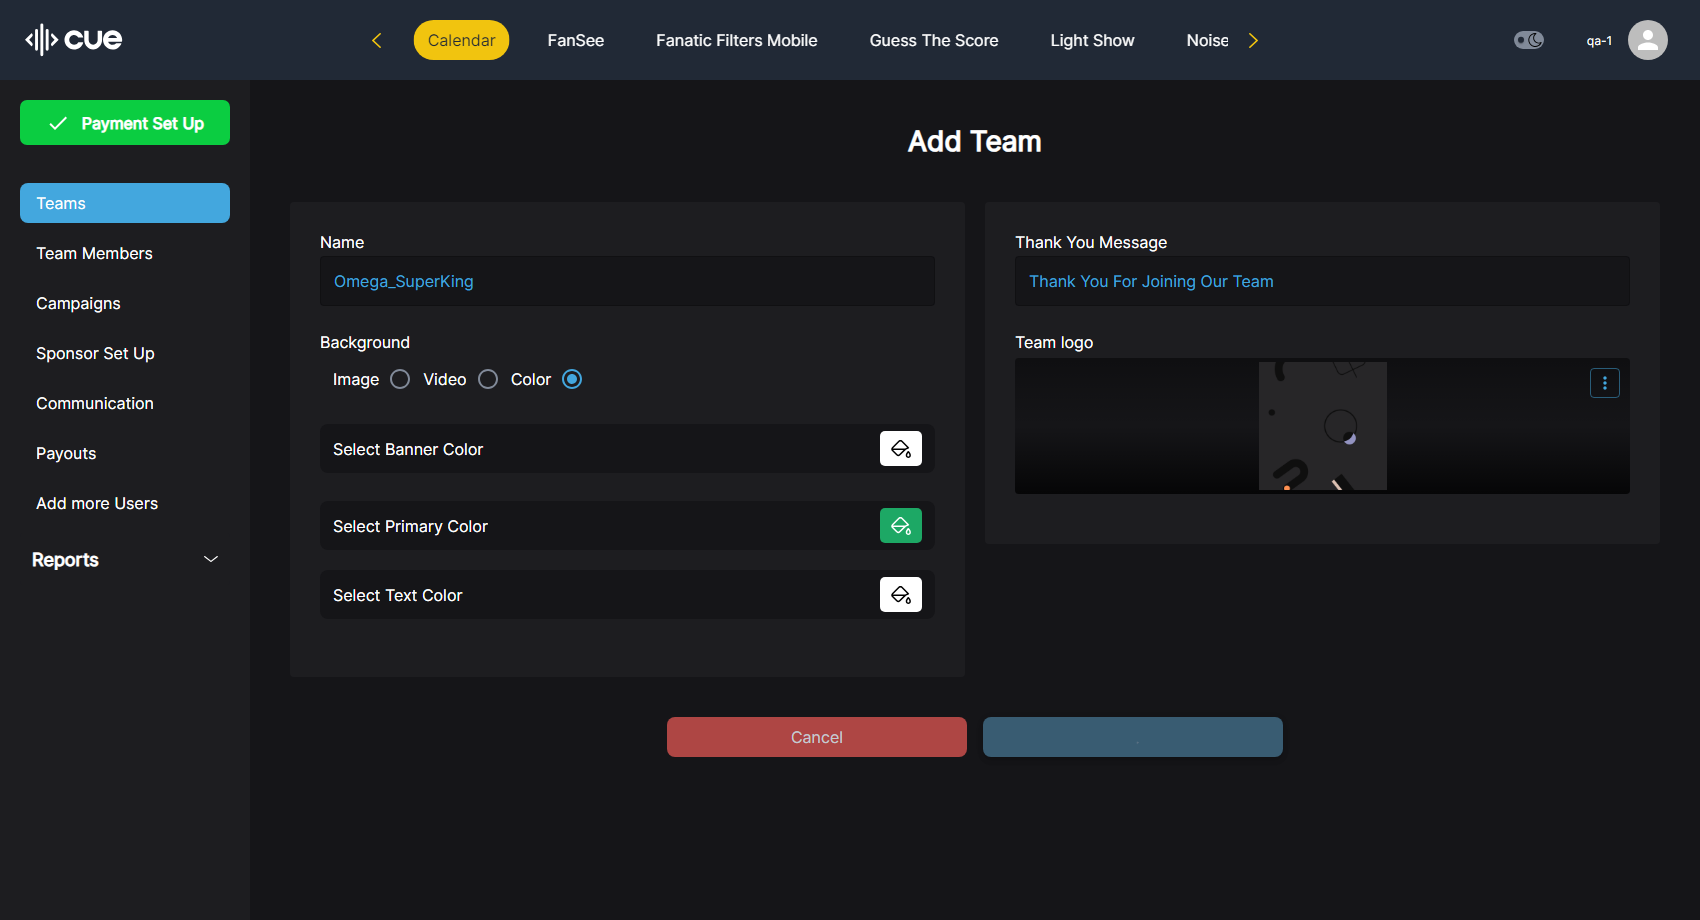 cue
Calendar
FanSee
Fanatic Filters Mobile
Guess The Score
Light Show
Noise
qa-1
Payment Set Up
Teams
Team Members
Campaigns
Sponsor Set Up
Communication
Payouts
Add more Users
Reports
Add Team
Name
Omega_SuperKing
Background
Image
Video
Color
Select Banner Color
Select Primary Color
Select Text Color
Thank You Message
Thank You For Joining Our Team
Team logo
Cancel